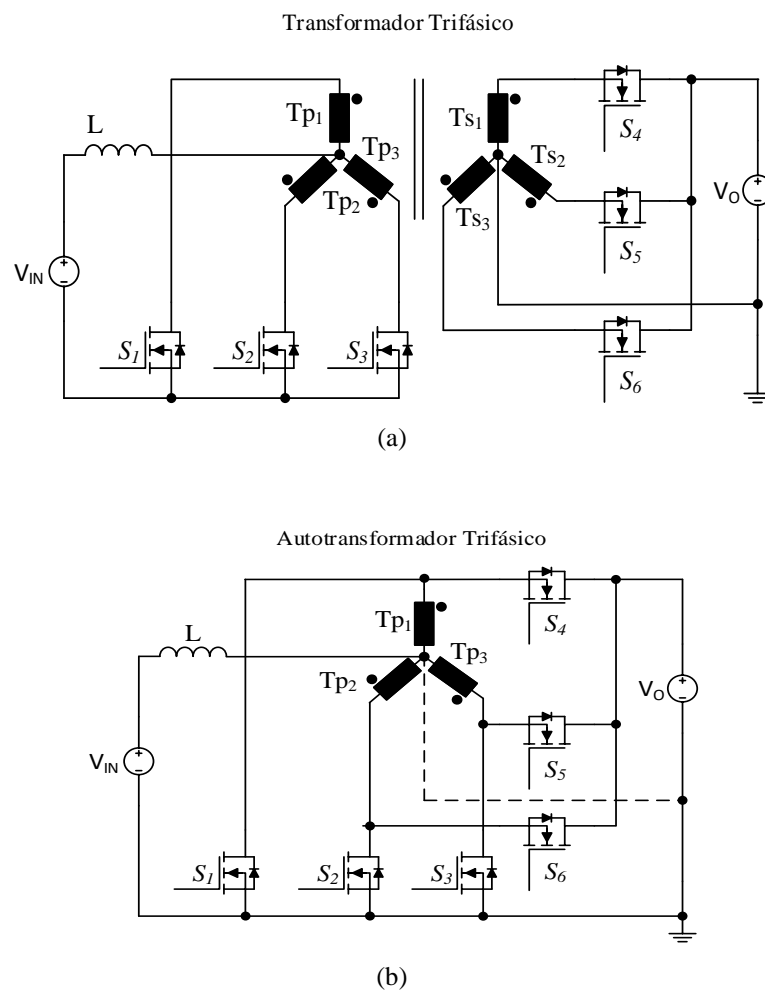 Transformador Trifásico
Tp1
Ts1
S4
L
Tp3
Ts2
Tp2
Ts3
VO
S5
VIN
S1
S2
S3
S6
(a)
Autotransformador Trifásico
Tp1
S4
L
Tp3
Tp2
VO
VIN
S5
S1
S2
S3
S6
(b)